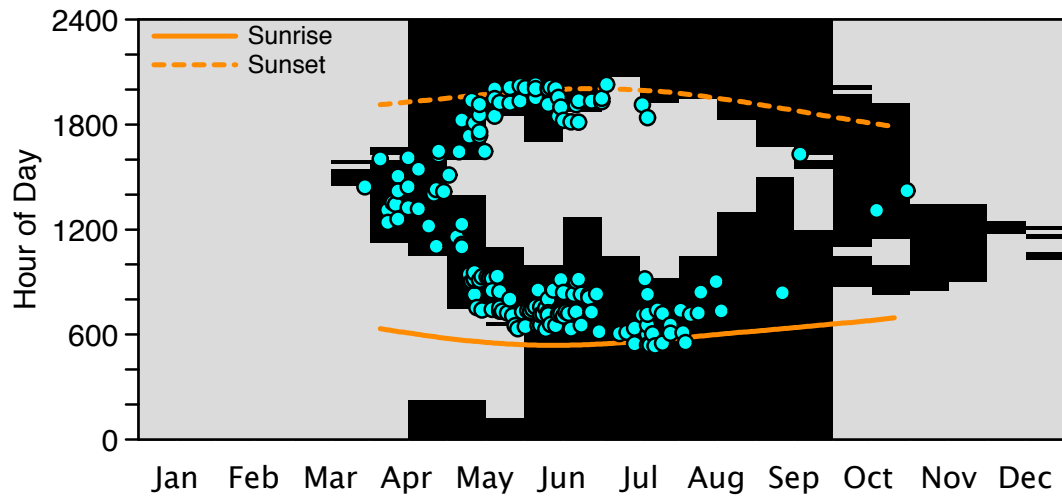 2400
Sunrise
Sunset
1800
Hour of Day
1200
600
0
Jan Feb Mar Apr May Jun Jul Aug Sep Oct Nov Dec